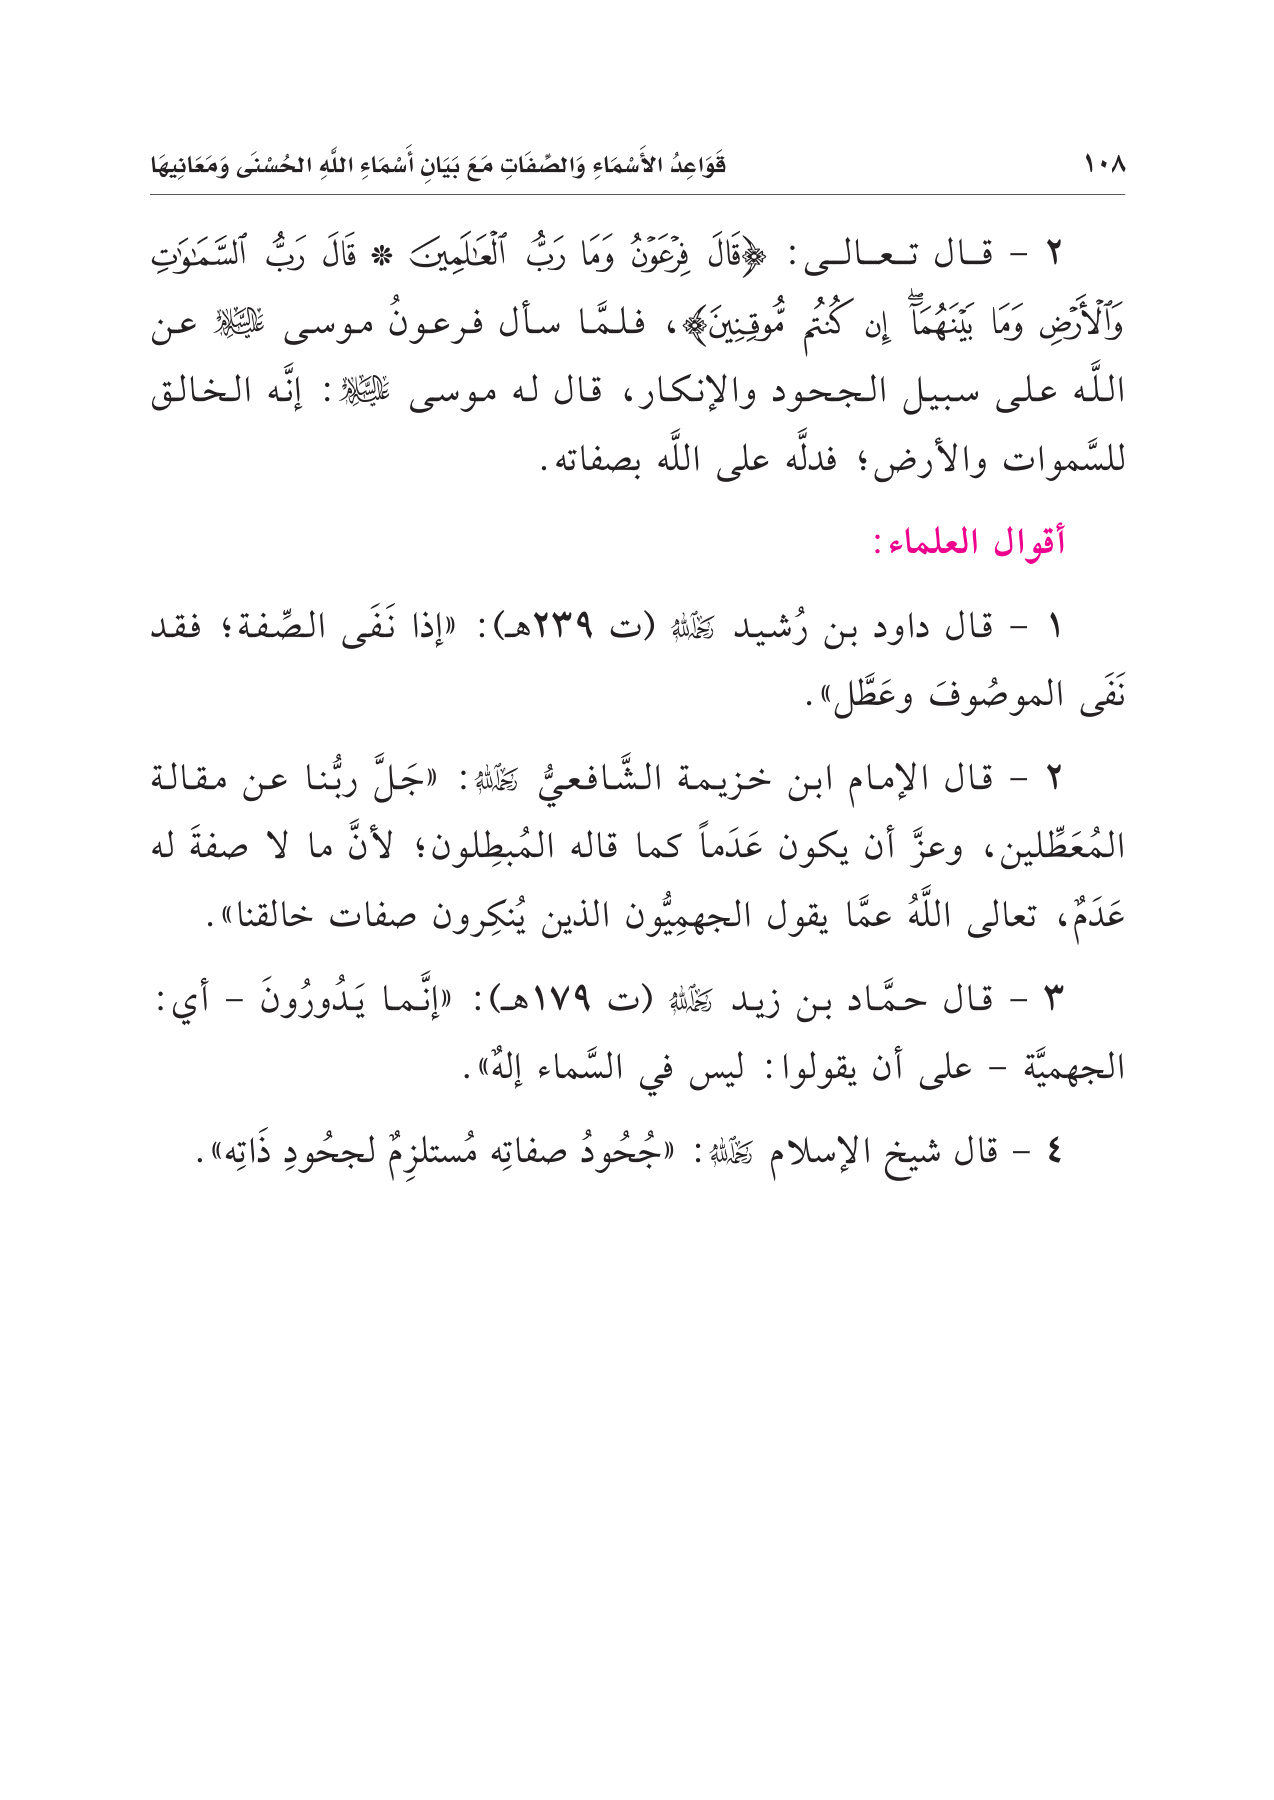 ١٠٨ قَوَاعِدُ الأَسْمَاءِ وَالصِّفَاتِ مَعَ بَيَانِ أَسْمَاءِ اللَّهِ الحُسْنَى وَمَعَانِيهَا
٢ - قـال تـعـالـى: ﴿قَالَ فِرْعَوْنُ وَمَا رَبُّ ٱلْعَـٰلَمِينَ * قَالَ رَبُّ ٱلسَّمَـٰوَٰتِ
وَٱلْأَرْضِ وَمَا بَيْنَهُمَآ ۖ إِن كُنتُم مُّوقِنِينَ﴾، فلمَّا سأل فرعونُ موسى عليه السلام عن
اللَّه على سبيل الجحود والإنكار، قال له موسى عليه السلام: إنَّه الخالق
للسَّموات والأرض؛ فدلَّه على اللَّه بصفاته.
أقوال العلماء:
١ - قال داود بن رُشيد رحمه الله (ت ٢٣٩هـ): «إذا نَفَى الصِّفة؛ فقد
نَفَى الموصُوفَ وعَطَّل».
٢ - قال الإمام ابن خزيمة الشَّافعيُّ رحمه الله: «جَلَّ ربُّنا عن مقالة
المُعَطِّلين، وعزَّ أن يكون عَدَماً كما قاله المُبطِلون؛ لأنَّ ما لا صفةَ له
عَدَمٌ، تعالى اللَّهُ عمَّا يقول الجهمِيُّون الذين يُنكِرون صفات خالقنا».
٣ - قال حمَّاد بن زيد رحمه الله (ت ١٧٩هـ): «إنَّما يَدُورُونَ - أي:
الجهميَّة - على أن يقولوا: ليس في السَّماء إلهٌ».
٤ - قال شيخ الإسلام رحمه الله: «جُحُودُ صفاتِه مُستلزِمٌ لجحُودِ ذَاتِه».